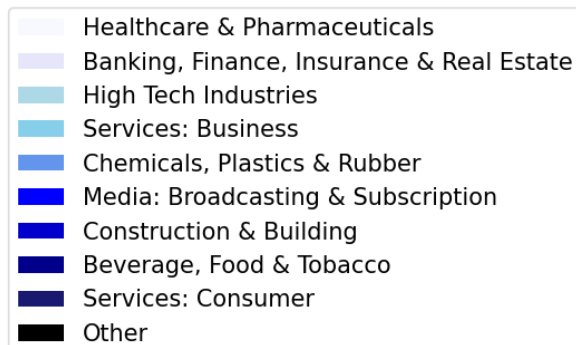 Healthcare & Pharmaceuticals
Banking, Finance, Insurance & Real Estate
High Tech Industries
Services: Business
Chemicals, Plastics & Rubber
Media: Broadcasting & Subscription
Construction & Building
Beverage, Food & Tobacco
Services: Consumer
Other